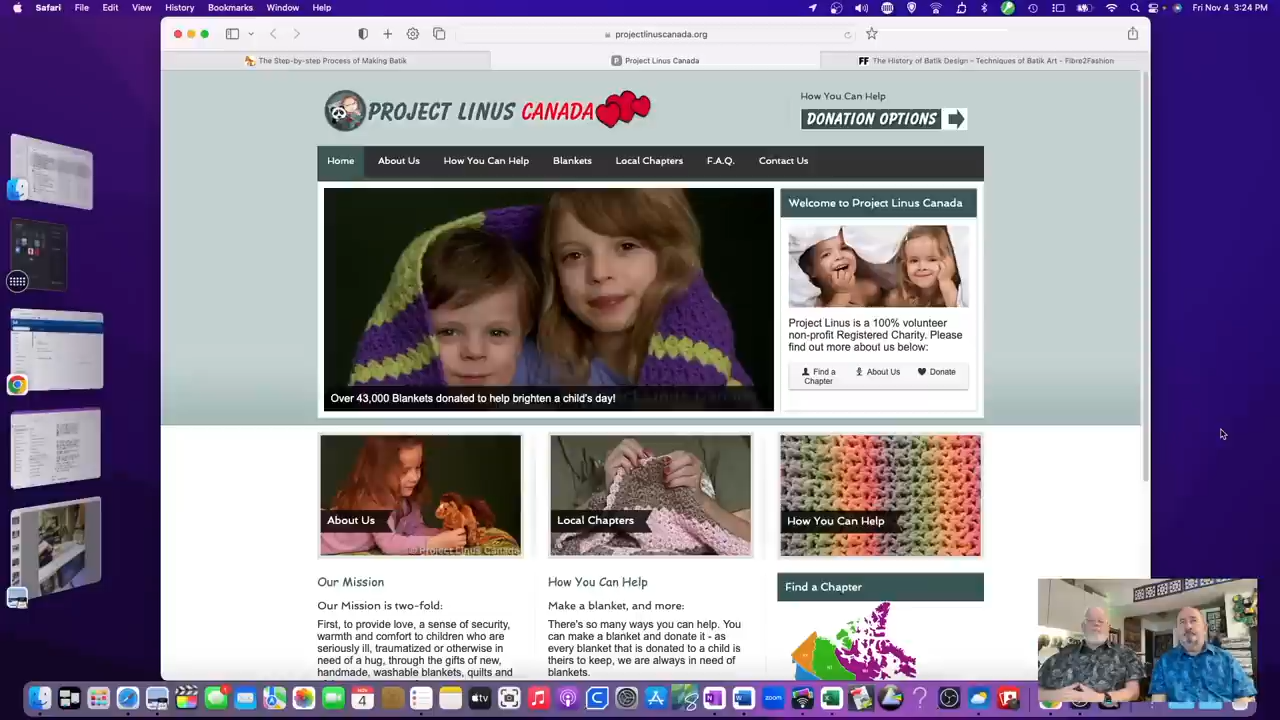 Safari File Edit View History Bookmarks Window Help
Fri Nov 4 3:24 PM
projectlinuscanada.org
The Step-by-step Process of Making Batik
Project Linus Canada
The History of Batik Design - Techniques of Batik Art - Fibre2Fashion
PROJECT LINUS CANADA
How You Can Help
DONATION OPTIONS
Home About Us How You Can Help Blankets Local Chapters F.A.Q. Contact Us
Over 43,000 Blankets donated to help brighten a child's day!
Welcome to Project Linus Canada
Project Linus is a 100% volunteer
non-profit Registered Charity. Please
find out more about us below:
Find a
Chapter
About Us
Donate
About Us
© Project Linus Canada
Local Chapters
How You Can Help
Our Mission
Our Mission is two-fold:
First, to provide love, a sense of security,
warmth and comfort to children who are
seriously ill, traumatized or otherwise in
need of a hug, through the gifts of new,
handmade, washable blankets, quilts and
How You Can Help
Make a blanket, and more:
There's so many ways you can help. You
can make a blanket and donate it - as
every blanket that is donated to a child is
theirs to keep, we are always in need of
blankets.
Find a Chapter
NOV
4
tv
zoom